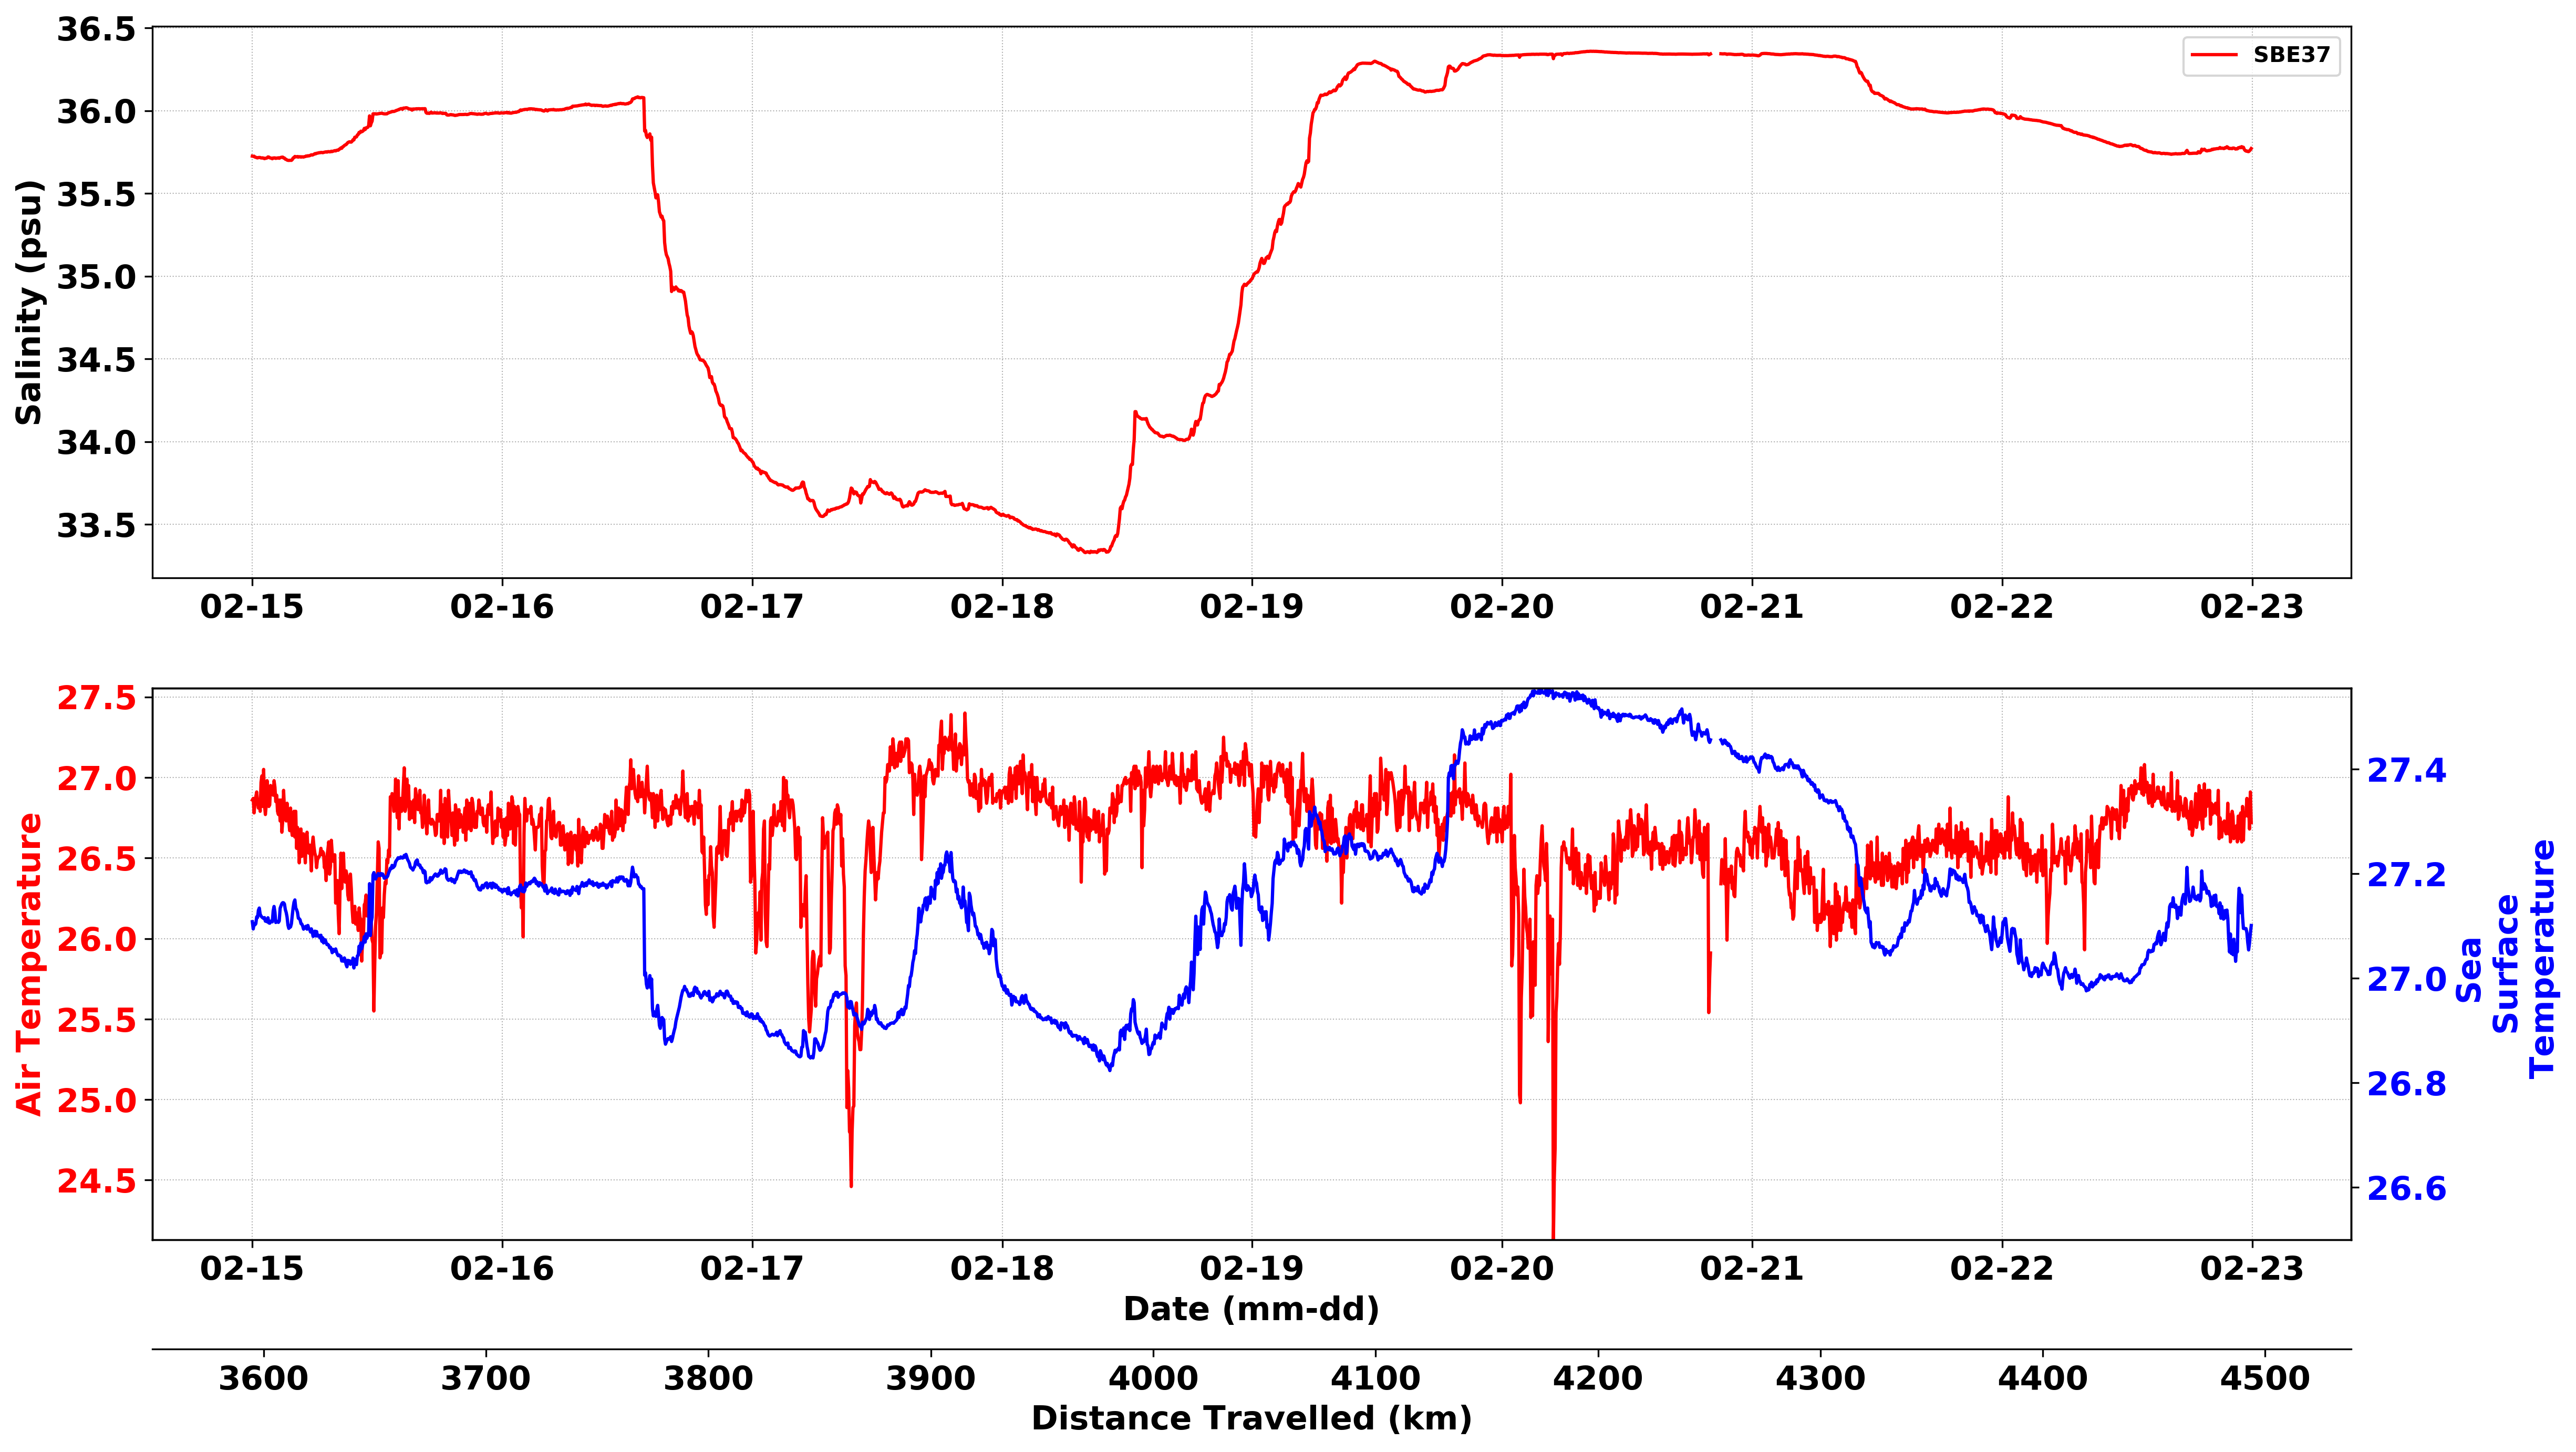 36.5
36.0
35.5
35.0
34.5
34.0
33.5
Salinity (psu)
SBE37
02-15 02-16 02-17 02-18 02-19 02-20 02-21 02-22 02-23
27.5
27.0
26.5
26.0
25.5
25.0
24.5
Air Temperature
27.4
27.2
27.0
26.8
26.6
Sea
Surface
Temperature
02-15 02-16 02-17 02-18 02-19 02-20 02-21 02-22 02-23
Date (mm-dd)
3600 3700 3800 3900 4000 4100 4200 4300 4400 4500
Distance Travelled (km)